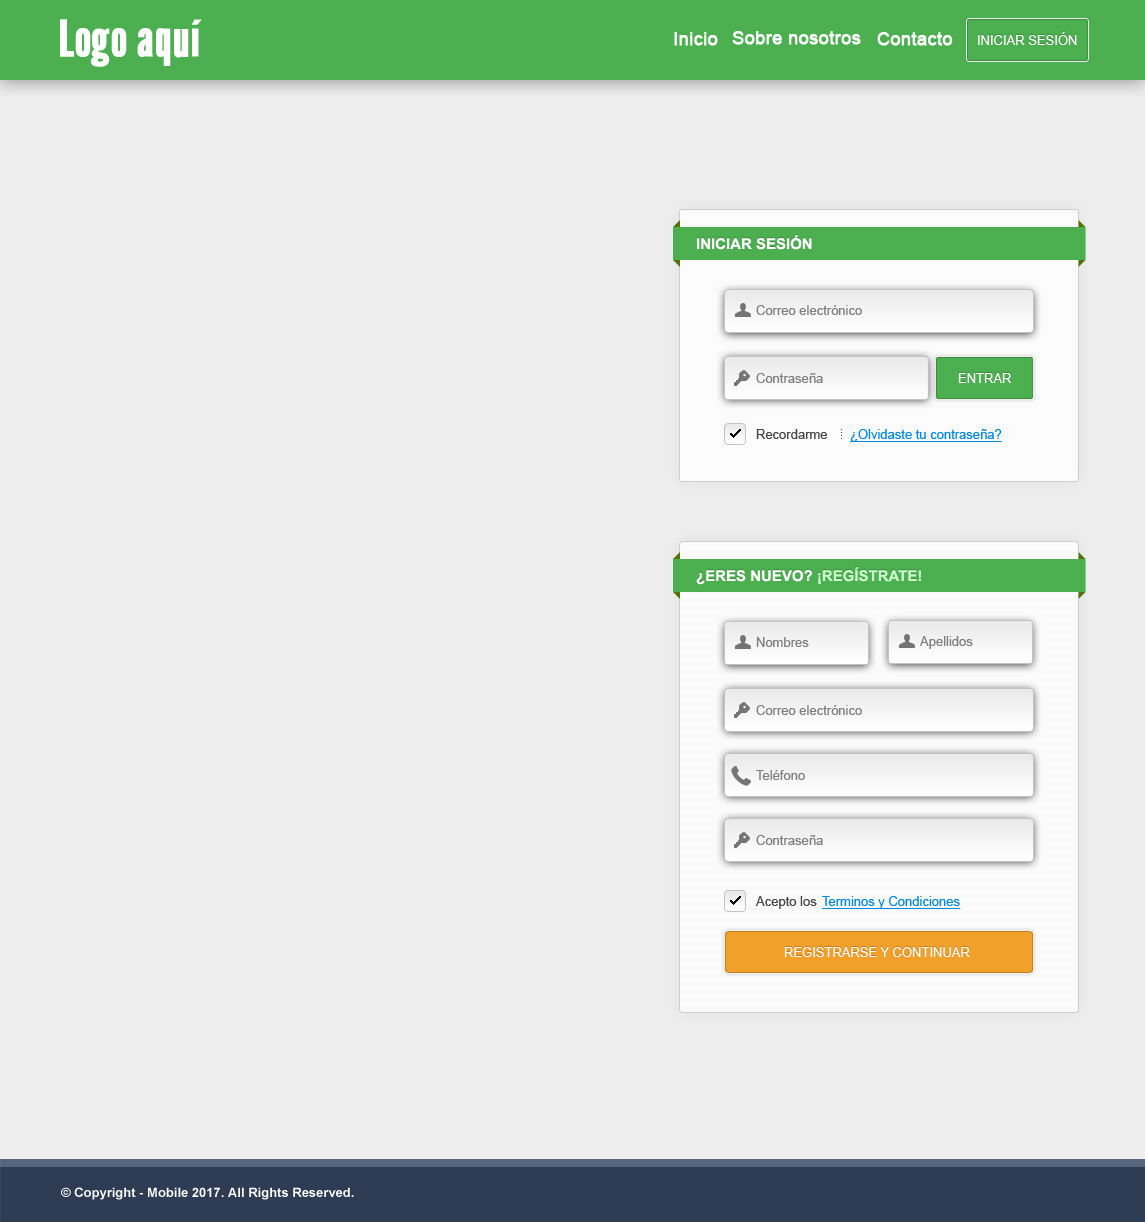 Logo aquí
Inicio Sobre nosotros Contacto INICIAR SESIÓN
INICIAR SESIÓN
Correo electrónico
Contraseña ENTRAR
Recordarme ¿Olvidaste tu contraseña?
¿ERES NUEVO? ¡REGÍSTRATE!
Nombres Apellidos
Correo electrónico
Teléfono
Contraseña
Acepto los Terminos y Condiciones
REGISTRARSE Y CONTINUAR
© Copyright - Mobile 2017. All Rights Reserved.